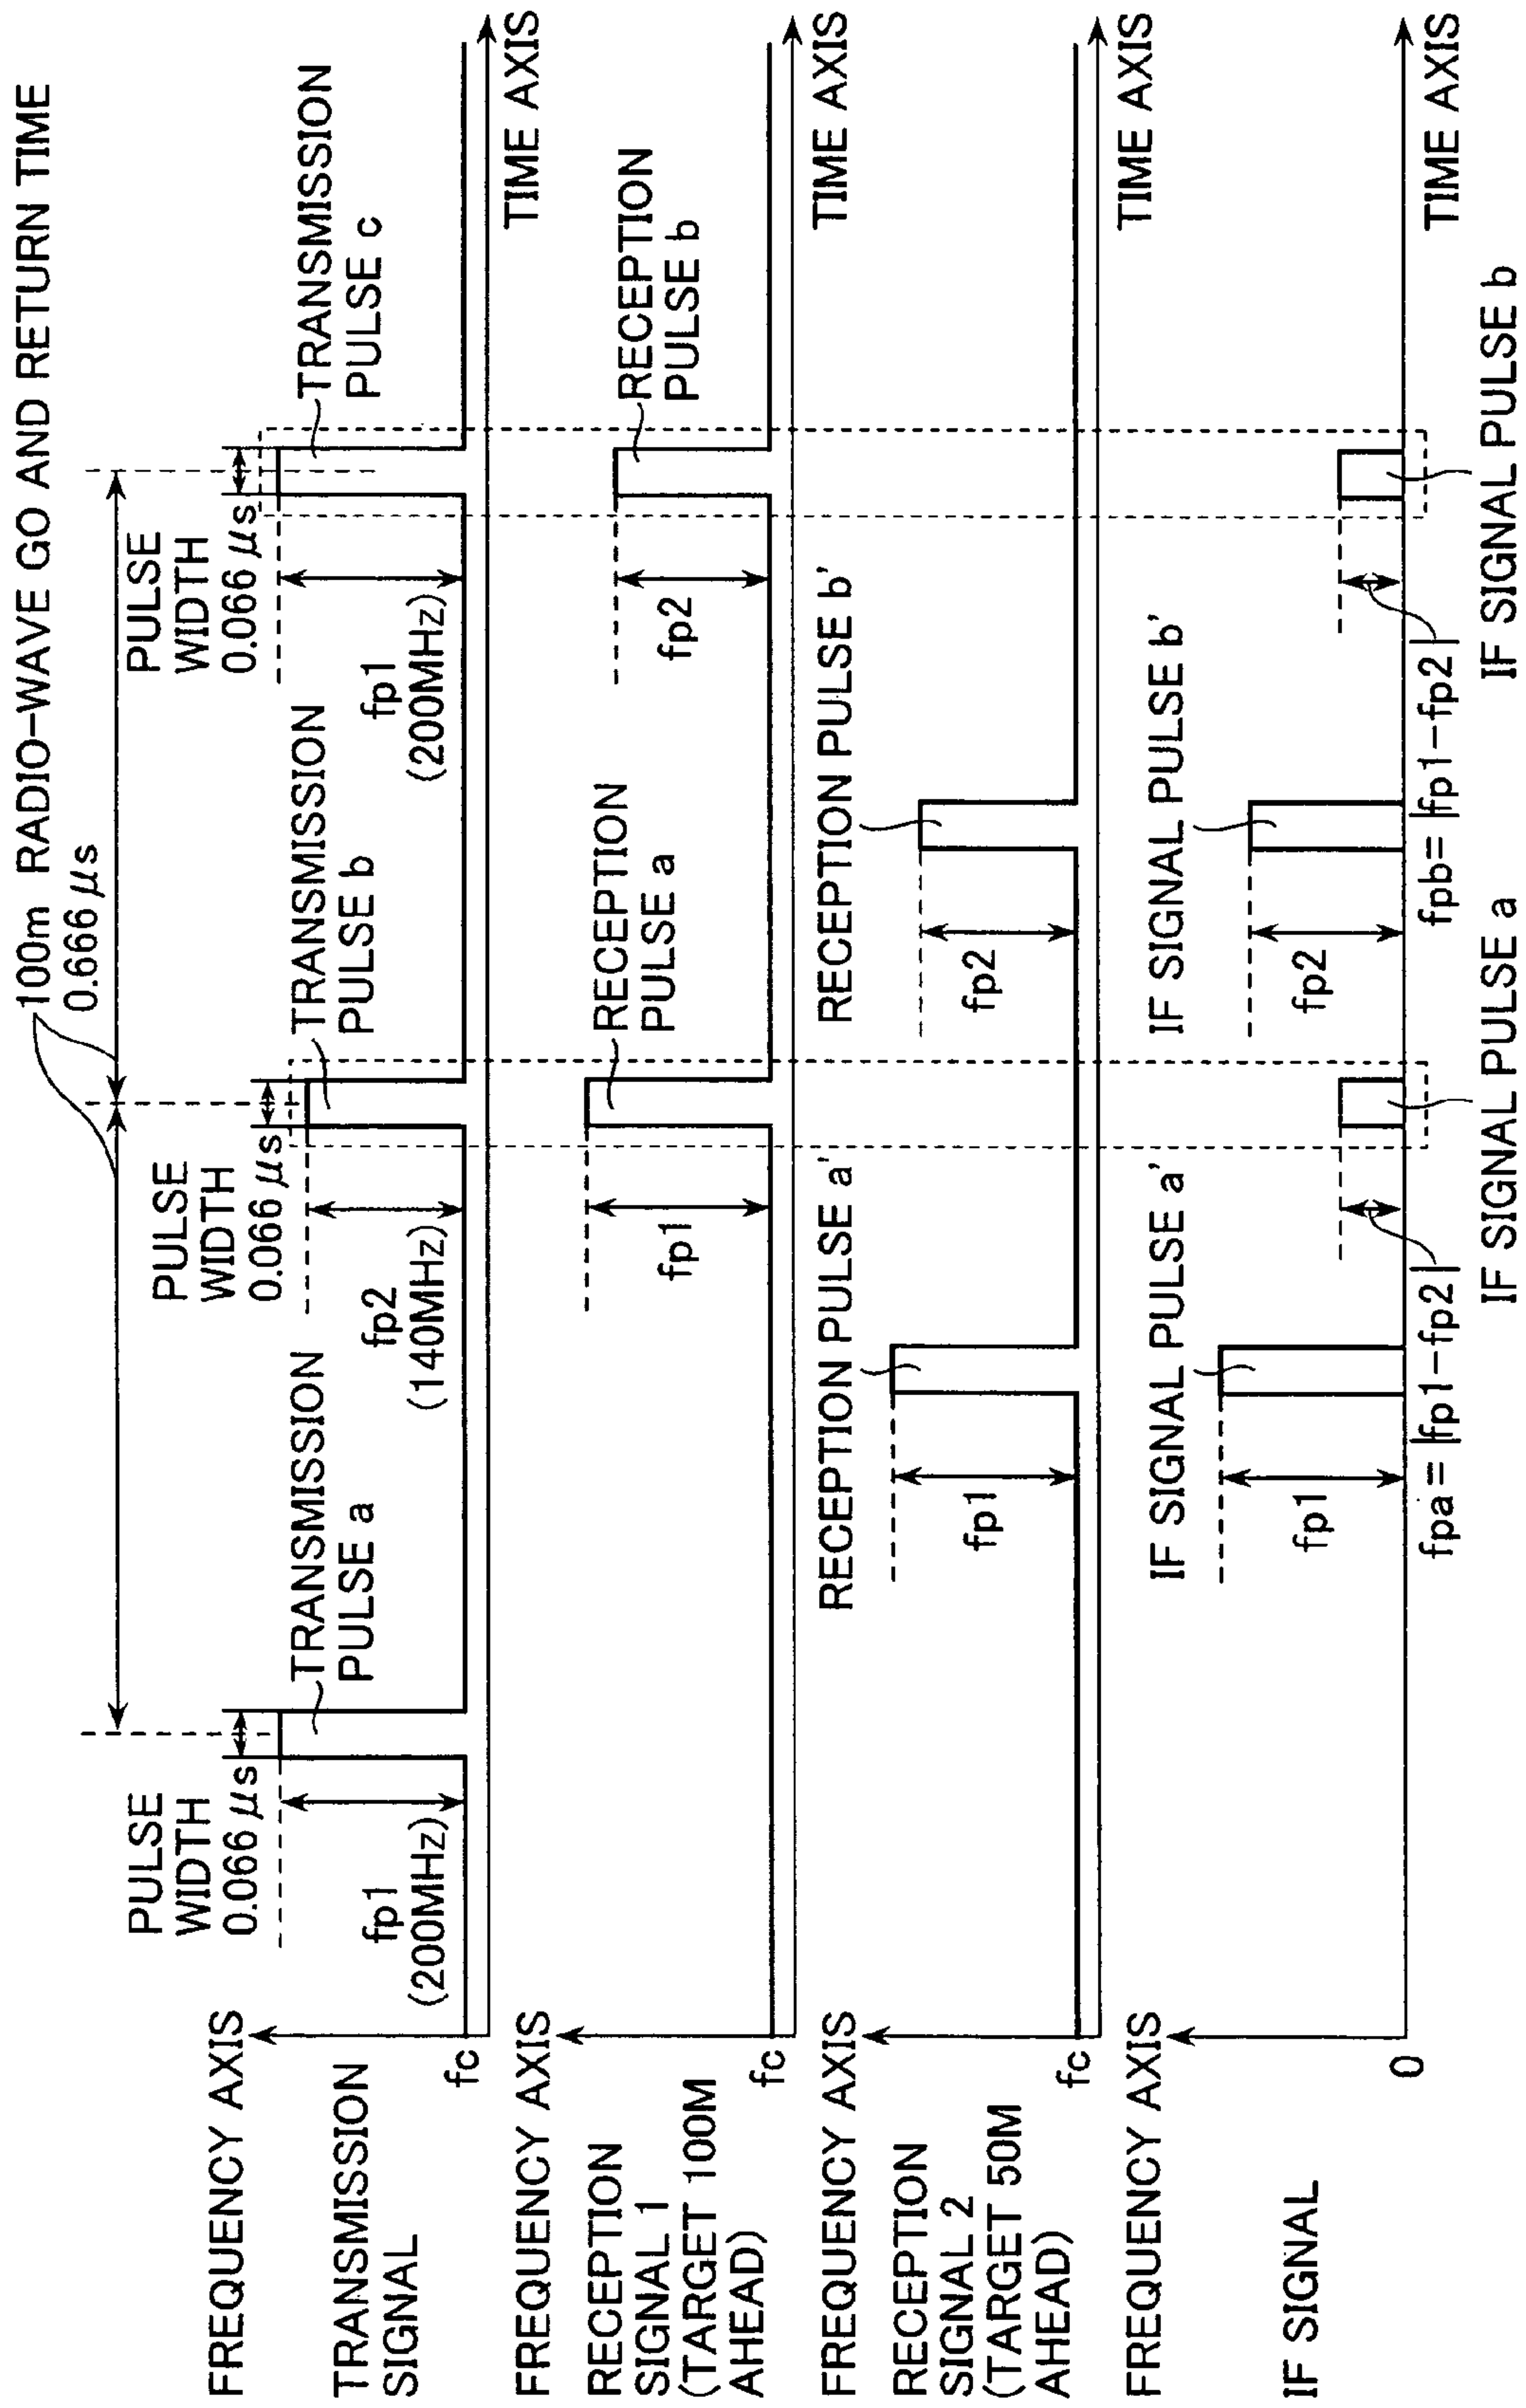 100m RADIO-WAVE GO AND RETURN TIME
0.666 μs
PULSE
WIDTH
0.066 μs
PULSE
WIDTH
0.066 μs
PULSE
WIDTH
0.066 μs
FREQUENCY AXIS
TRANSMISSION
SIGNAL
fc
fp1
(200MHz)
TRANSMISSION
PULSE a
fp2
(140MHz)
TRANSMISSION
PULSE b
fp1
(200MHz)
TRANSMISSION
PULSE c
TIME AXIS
FREQUENCY AXIS
RECEPTION
SIGNAL 1
(TARGET 100M
AHEAD)
fc
fp1
RECEPTION
PULSE a
fp2
RECEPTION
PULSE b
TIME AXIS
FREQUENCY AXIS
RECEPTION
SIGNAL 2
(TARGET 50M
AHEAD)
fc
RECEPTION PULSE a'
fp1
RECEPTION PULSE b'
fp2
TIME AXIS
FREQUENCY AXIS
IF SIGNAL
0
IF SIGNAL PULSE a'
fp1
IF SIGNAL PULSE b'
fp2
TIME AXIS
fpa= |fp1-fp2|
fpb= |fp1-fp2|
IF SIGNAL PULSE a
IF SIGNAL PULSE b